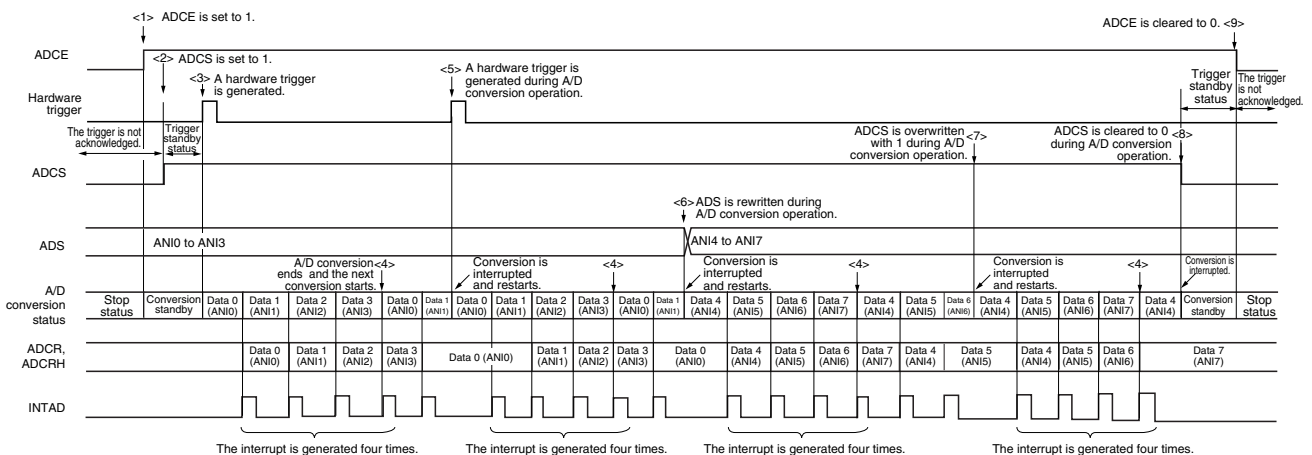 <1> ADCE is set to 1.
ADCE is cleared to 0. <9>
ADCE
<2> ADCS is set to 1.
<3> A hardware trigger
is generated.
<5> A hardware trigger is
generated during A/D
conversion operation.
Trigger
standby
status
The trigger
is not
acknowledged.
Hardware
trigger
The trigger is not
acknowledged.
Trigger
standby
status
ADCS is overwritten
with 1 during A/D
conversion operation.
<7>
ADCS is cleared to 0
during A/D conversion
operation.
<8>
ADCS
<6> ADS is rewritten during
A/D conversion operation.
ADS
ANI0 to ANI3
ANI4 to ANI7
A/D conversion
ends and the next
conversion starts.
<4>
Conversion is
interrupted
and restarts.
<4>
Conversion is
interrupted
and restarts.
<4>
Conversion is
interrupted
and restarts.
<4>
Conversion is
interrupted.
A/D
conversion
status
Stop
status
Conversion
standby
Data 0
(ANI0)
Data 1
(ANI1)
Data 2
(ANI2)
Data 3
(ANI3)
Data 0
(ANI0)
Data 1
(ANI1)
Data 0
(ANI0)
Data 1
(ANI1)
Data 2
(ANI2)
Data 3
(ANI3)
Data 0
(ANI0)
Data 1
(ANI1)
Data 4
(ANI4)
Data 5
(ANI5)
Data 6
(ANI6)
Data 7
(ANI7)
Data 4
(ANI4)
Data 5
(ANI5)
Data 6
(ANI6)
Data 4
(ANI4)
Data 5
(ANI5)
Data 6
(ANI6)
Data 7
(ANI7)
Data 4
(ANI4)
Conversion
standby
Stop
status
ADCR,
ADCRH
Data 0
(ANI0)
Data 1
(ANI1)
Data 2
(ANI2)
Data 3
(ANI3)
Data 0 (ANI0)
Data 1
(ANI1)
Data 2
(ANI2)
Data 3
(ANI3)
Data 0
(ANI0)
Data 4
(ANI4)
Data 5
(ANI5)
Data 6
(ANI6)
Data 7
(ANI7)
Data 4
(ANI4)
Data 5
(ANI5)
Data 4
(ANI4)
Data 5
(ANI5)
Data 6
(ANI6)
Data 7
(ANI7)
INTAD
The interrupt is generated four times.
The interrupt is generated four times.
The interrupt is generated four times.
The interrupt is generated four times.